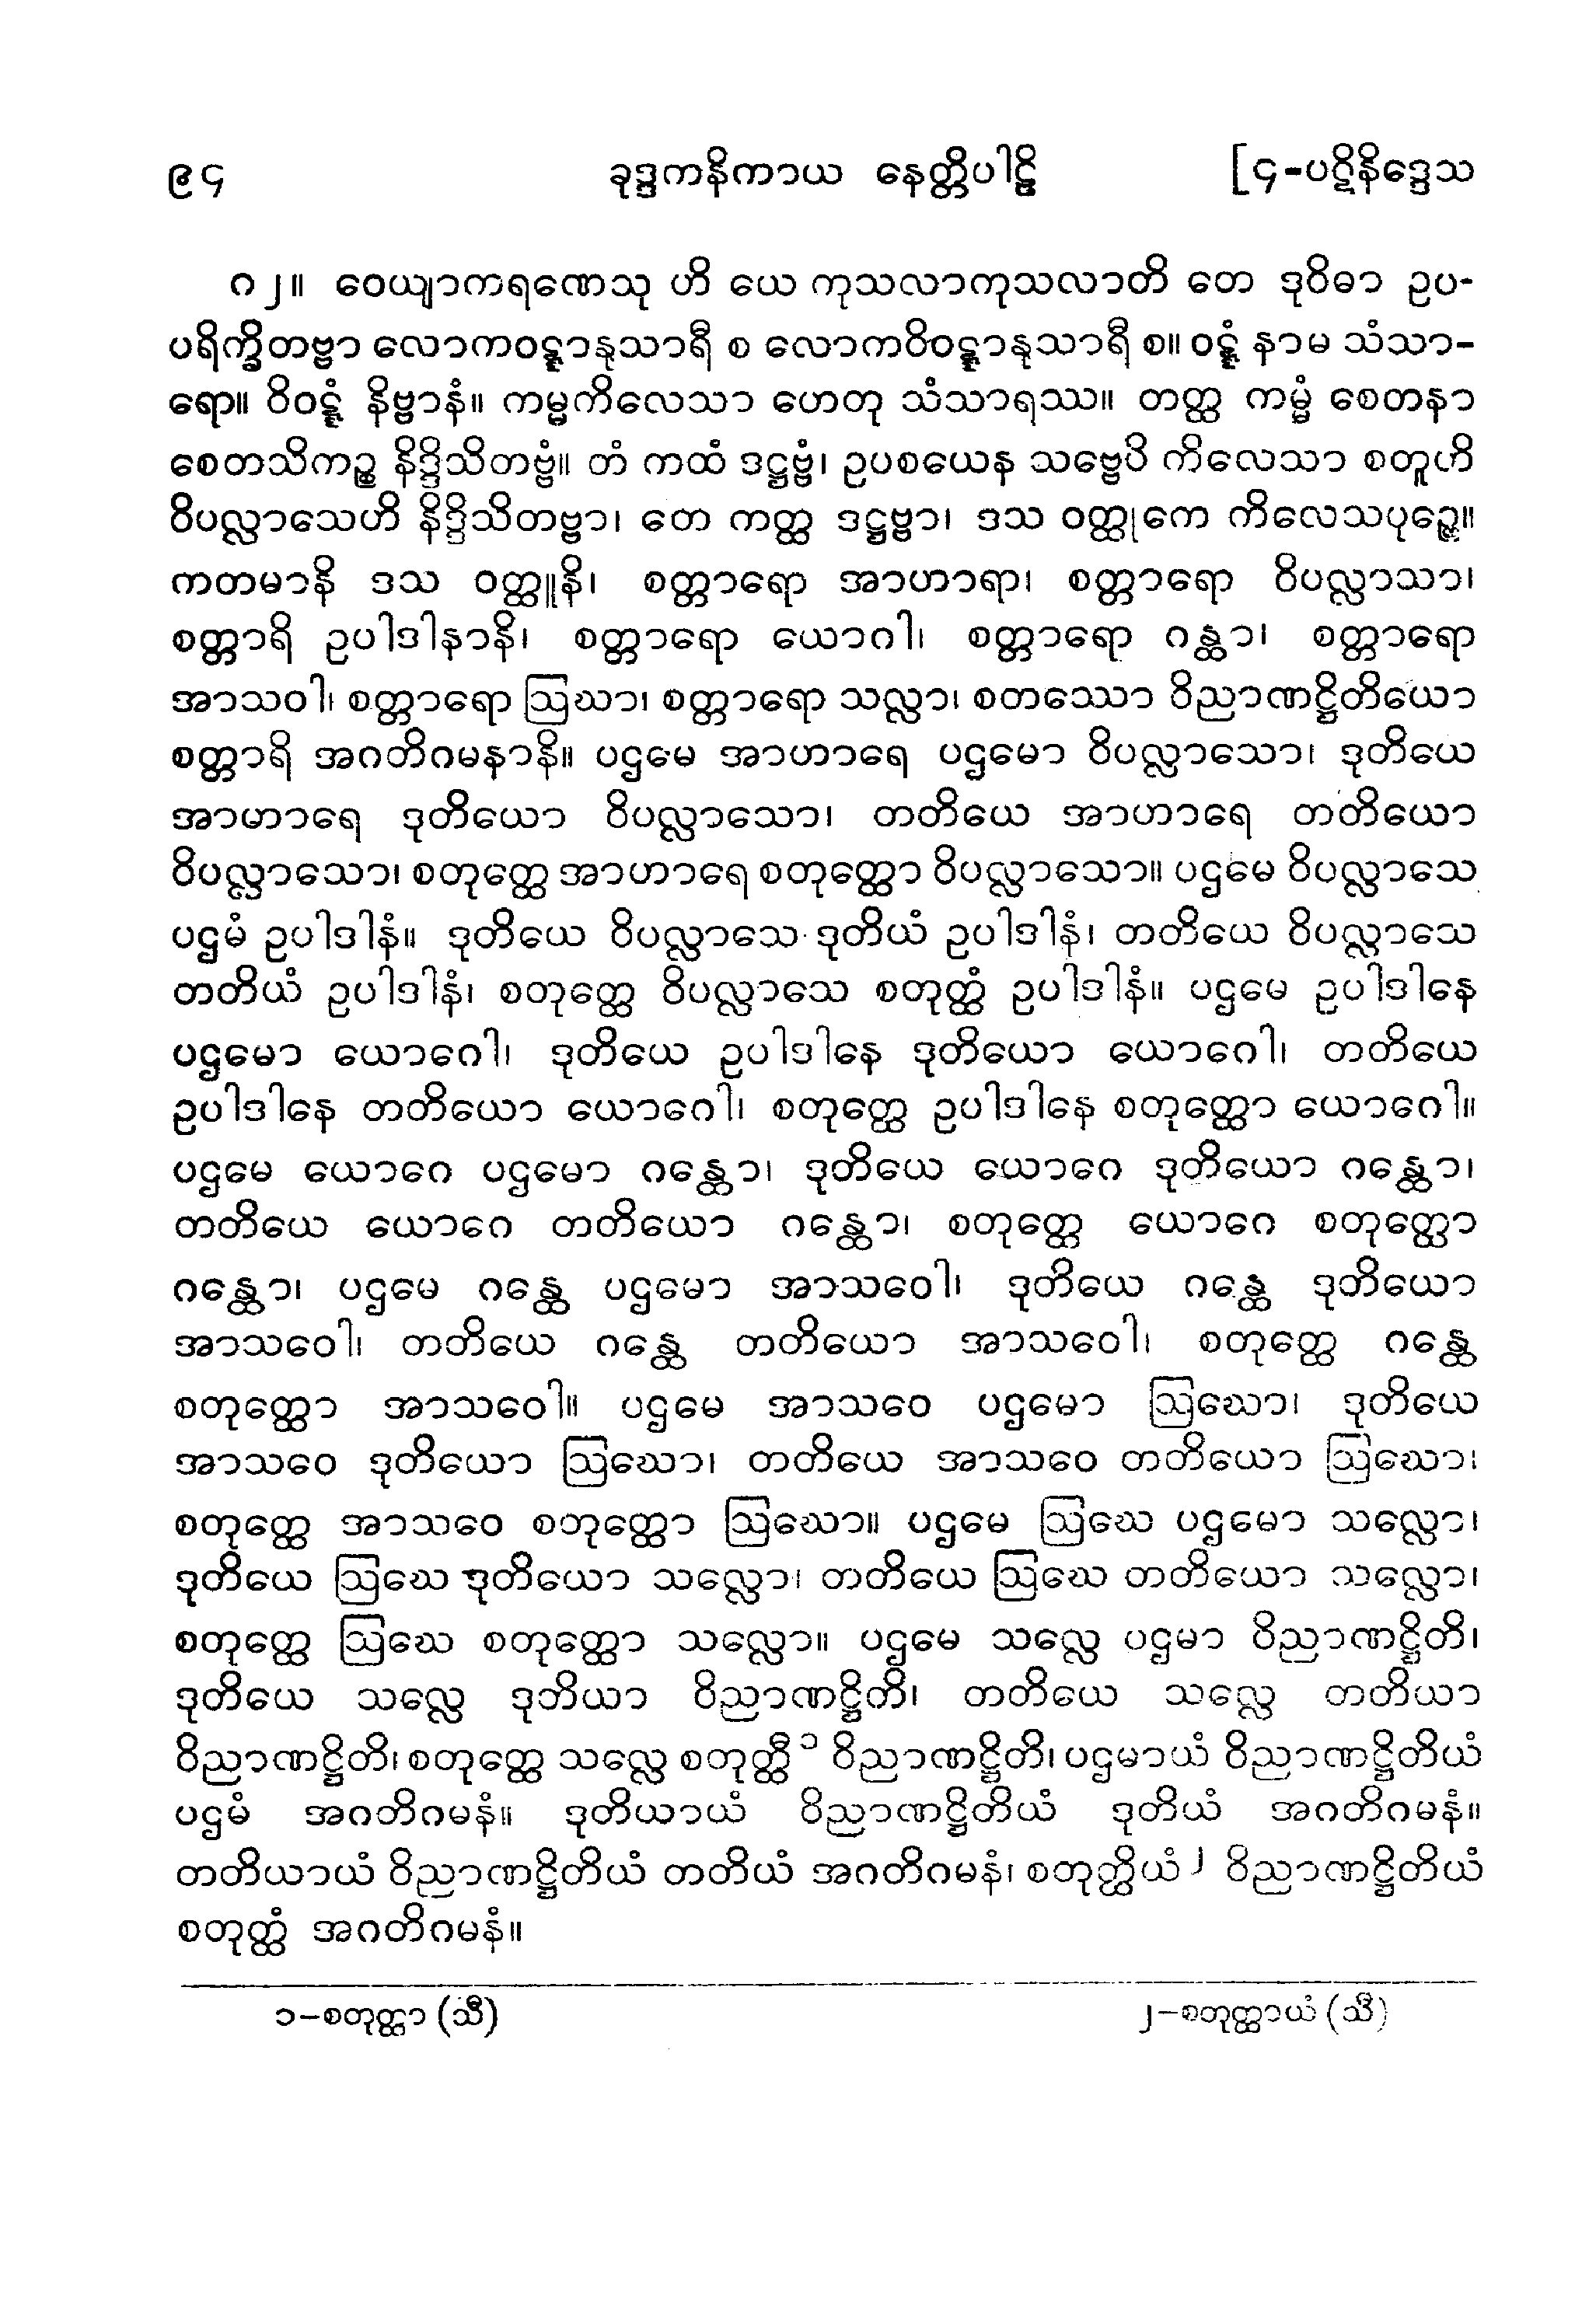 ၉၄ ခုဒ္ဒကနိကာယ နေတ္တိပါဠိ [၄-ပဋိနိဒ္ဒေသ
ဂ၂။ ဝေယျာကရဏေသု ဟိ ယေ ကုသလာကုသလာတိ တေ ဒုဝိဓာ ဥပ-
ပရိက္ခိတဗ္ဗာ လောကဝဋ္ဋာနုသာရီ စ လောကဝိဝဋ္ဋာနုသာရီ စ။ ဝဋ္ဋံ နာမ သံသာ-
ရော။ ဝိဝဋ္ဋံ နိဗ္ဗာနံ။ ကမ္မကိလေသာ ဟေတု သံသာရဿ။ တတ္ထ ကမ္မံ စေတနာ
စေတသိကဉ္စ နိဒ္ဒိသိတဗ္ဗံ။ တံ ကထံ ဒဋ္ဌဗ္ဗံ၊ ဥပစယေန သဗ္ဗေပိ ကိလေသာ စတူဟိ
ဝိပလ္လာသေဟိ နိဒ္ဒိသိတဗ္ဗာ၊ တေ ကတ္ထ ဒဋ္ဌဗ္ဗာ၊ ဒသ ဝတ္ထုကေ ကိလေသပုဉ္ဇေ။
ကတမာနိ ဒသ ဝတ္ထူနိ၊ စတ္တာရော အာဟာရာ၊ စတ္တာရော ဝိပလ္လာသာ၊
စတ္တာရိ ဥပါဒါနာနိ၊ စတ္တာရော ယောဂါ၊ စတ္တာရော ဂန္ထာ၊ စတ္တာရော
အာသဝါ၊ စတ္တာရော ဩဃာ၊ စတ္တာရော သလ္လာ၊ စတဿော ဝိညာဏဋ္ဌိတိယော
စတ္တာရိ အဂတိဂမနာနိ။ ပဌမေ အာဟာရေ ပဌမော ဝိပလ္လာသော၊ ဒုတိယေ
အာဟာရေ ဒုတိယော ဝိပလ္လာသော၊ တတိယေ အာဟာရေ တတိယော
ဝိပလ္လာသော၊ စတုတ္ထေ အာဟာရေ စတုတ္ထော ဝိပလ္လာသော။ ပဌမေ ဝိပလ္လာသေ
ပဌမံ ဥပါဒါနံ။ ဒုတိယေ ဝိပလ္လာသေ ဒုတိယံ ဥပါဒါနံ၊ တတိယေ ဝိပလ္လာသေ
တတိယံ ဥပါဒါနံ၊ စတုတ္ထေ ဝိပလ္လာသေ စတုတ္ထံ ဥပါဒါနံ။ ပဌမေ ဥပါဒါနေ
ပဌမော ယောဂေါ၊ ဒုတိယေ ဥပါဒါနေ ဒုတိယော ယောဂေါ၊ တတိယေ
ဥပါဒါနေ တတိယော ယောဂေါ၊ စတုတ္ထေ ဥပါဒါနေ စတုတ္ထော ယောဂေါ။
ပဌမေ ယောဂေ ပဌမော ဂန္ထော၊ ဒုတိယေ ယောဂေ ဒုတိယော ဂန္ထော၊
တတိယေ ယောဂေ တတိယော ဂန္ထော၊ စတုတ္ထေ ယောဂေ စတုတ္ထော
ဂန္ထော၊ ပဌမေ ဂန္ထေ ပဌမော အာသဝေါ၊ ဒုတိယေ ဂန္ထေ ဒုတိယော
အာသဝေါ၊ တတိယေ ဂန္ထေ တတိယော အာသဝေါ၊ စတုတ္ထေ ဂန္ထေ
စတုတ္ထော အာသဝေါ။ ပဌမေ အာသဝေ ပဌမော ဩဃော၊ ဒုတိယေ
အာသဝေ ဒုတိယော ဩဃော၊ တတိယေ အာသဝေ တတိယော ဩဃော၊
စတုတ္ထေ အာသဝေ စတုတ္ထော ဩဃော။ ပဌမေ ဩဃေ ပဌမော သလ္လော၊
ဒုတိယေ ဩဃေ ဒုတိယော သလ္လော၊ တတိယေ ဩဃေ တတိယော သလ္လော၊
စတုတ္ထေ ဩဃေ စတုတ္ထော သလ္လော။ ပဌမေ သလ္လေ ပဌမာ ဝိညာဏဋ္ဌိတိ၊
ဒုတိယေ သလ္လေ ဒုတိယာ ဝိညာဏဋ္ဌိတိ၊ တတိယေ သလ္လေ တတိယာ
ဝိညာဏဋ္ဌိတိ၊ စတုတ္ထေ သလ္လေ စတုတ္ထီ ၁ ဝိညာဏဋ္ဌိတိ၊ ပဌမာယံ ဝိညာဏဋ္ဌိတိယံ
ပဌမံ အဂတိဂမနံ။ ဒုတိယာယံ ဝိညာဏဋ္ဌိတိယံ ဒုတိယံ အဂတိဂမနံ။
တတိယာယံ ဝိညာဏဋ္ဌိတိယံ တတိယံ အဂတိဂမနံ၊ စတုတ္ထိယံ ၂ ဝိညာဏဋ္ဌိတိယံ
စတုတ္ထံ အဂတိဂမနံ။
၁-စတုတ္ထာ (သီ) ၂-စတုတ္ထာယံ (သီ)